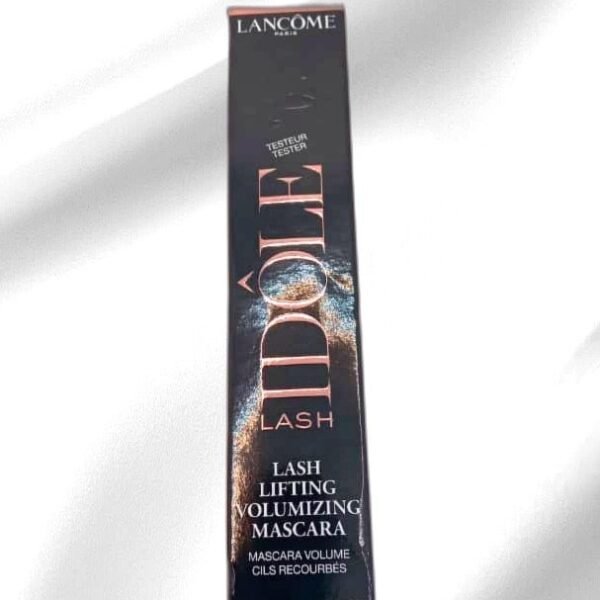 LANCÔME
PARIS
TESTEUR
TESTER
IDÔLE
LASH
LASH
LIFTING
VOLUMIZING
MASCARA
MASCARA VOLUME
CILS RECOURBÉS